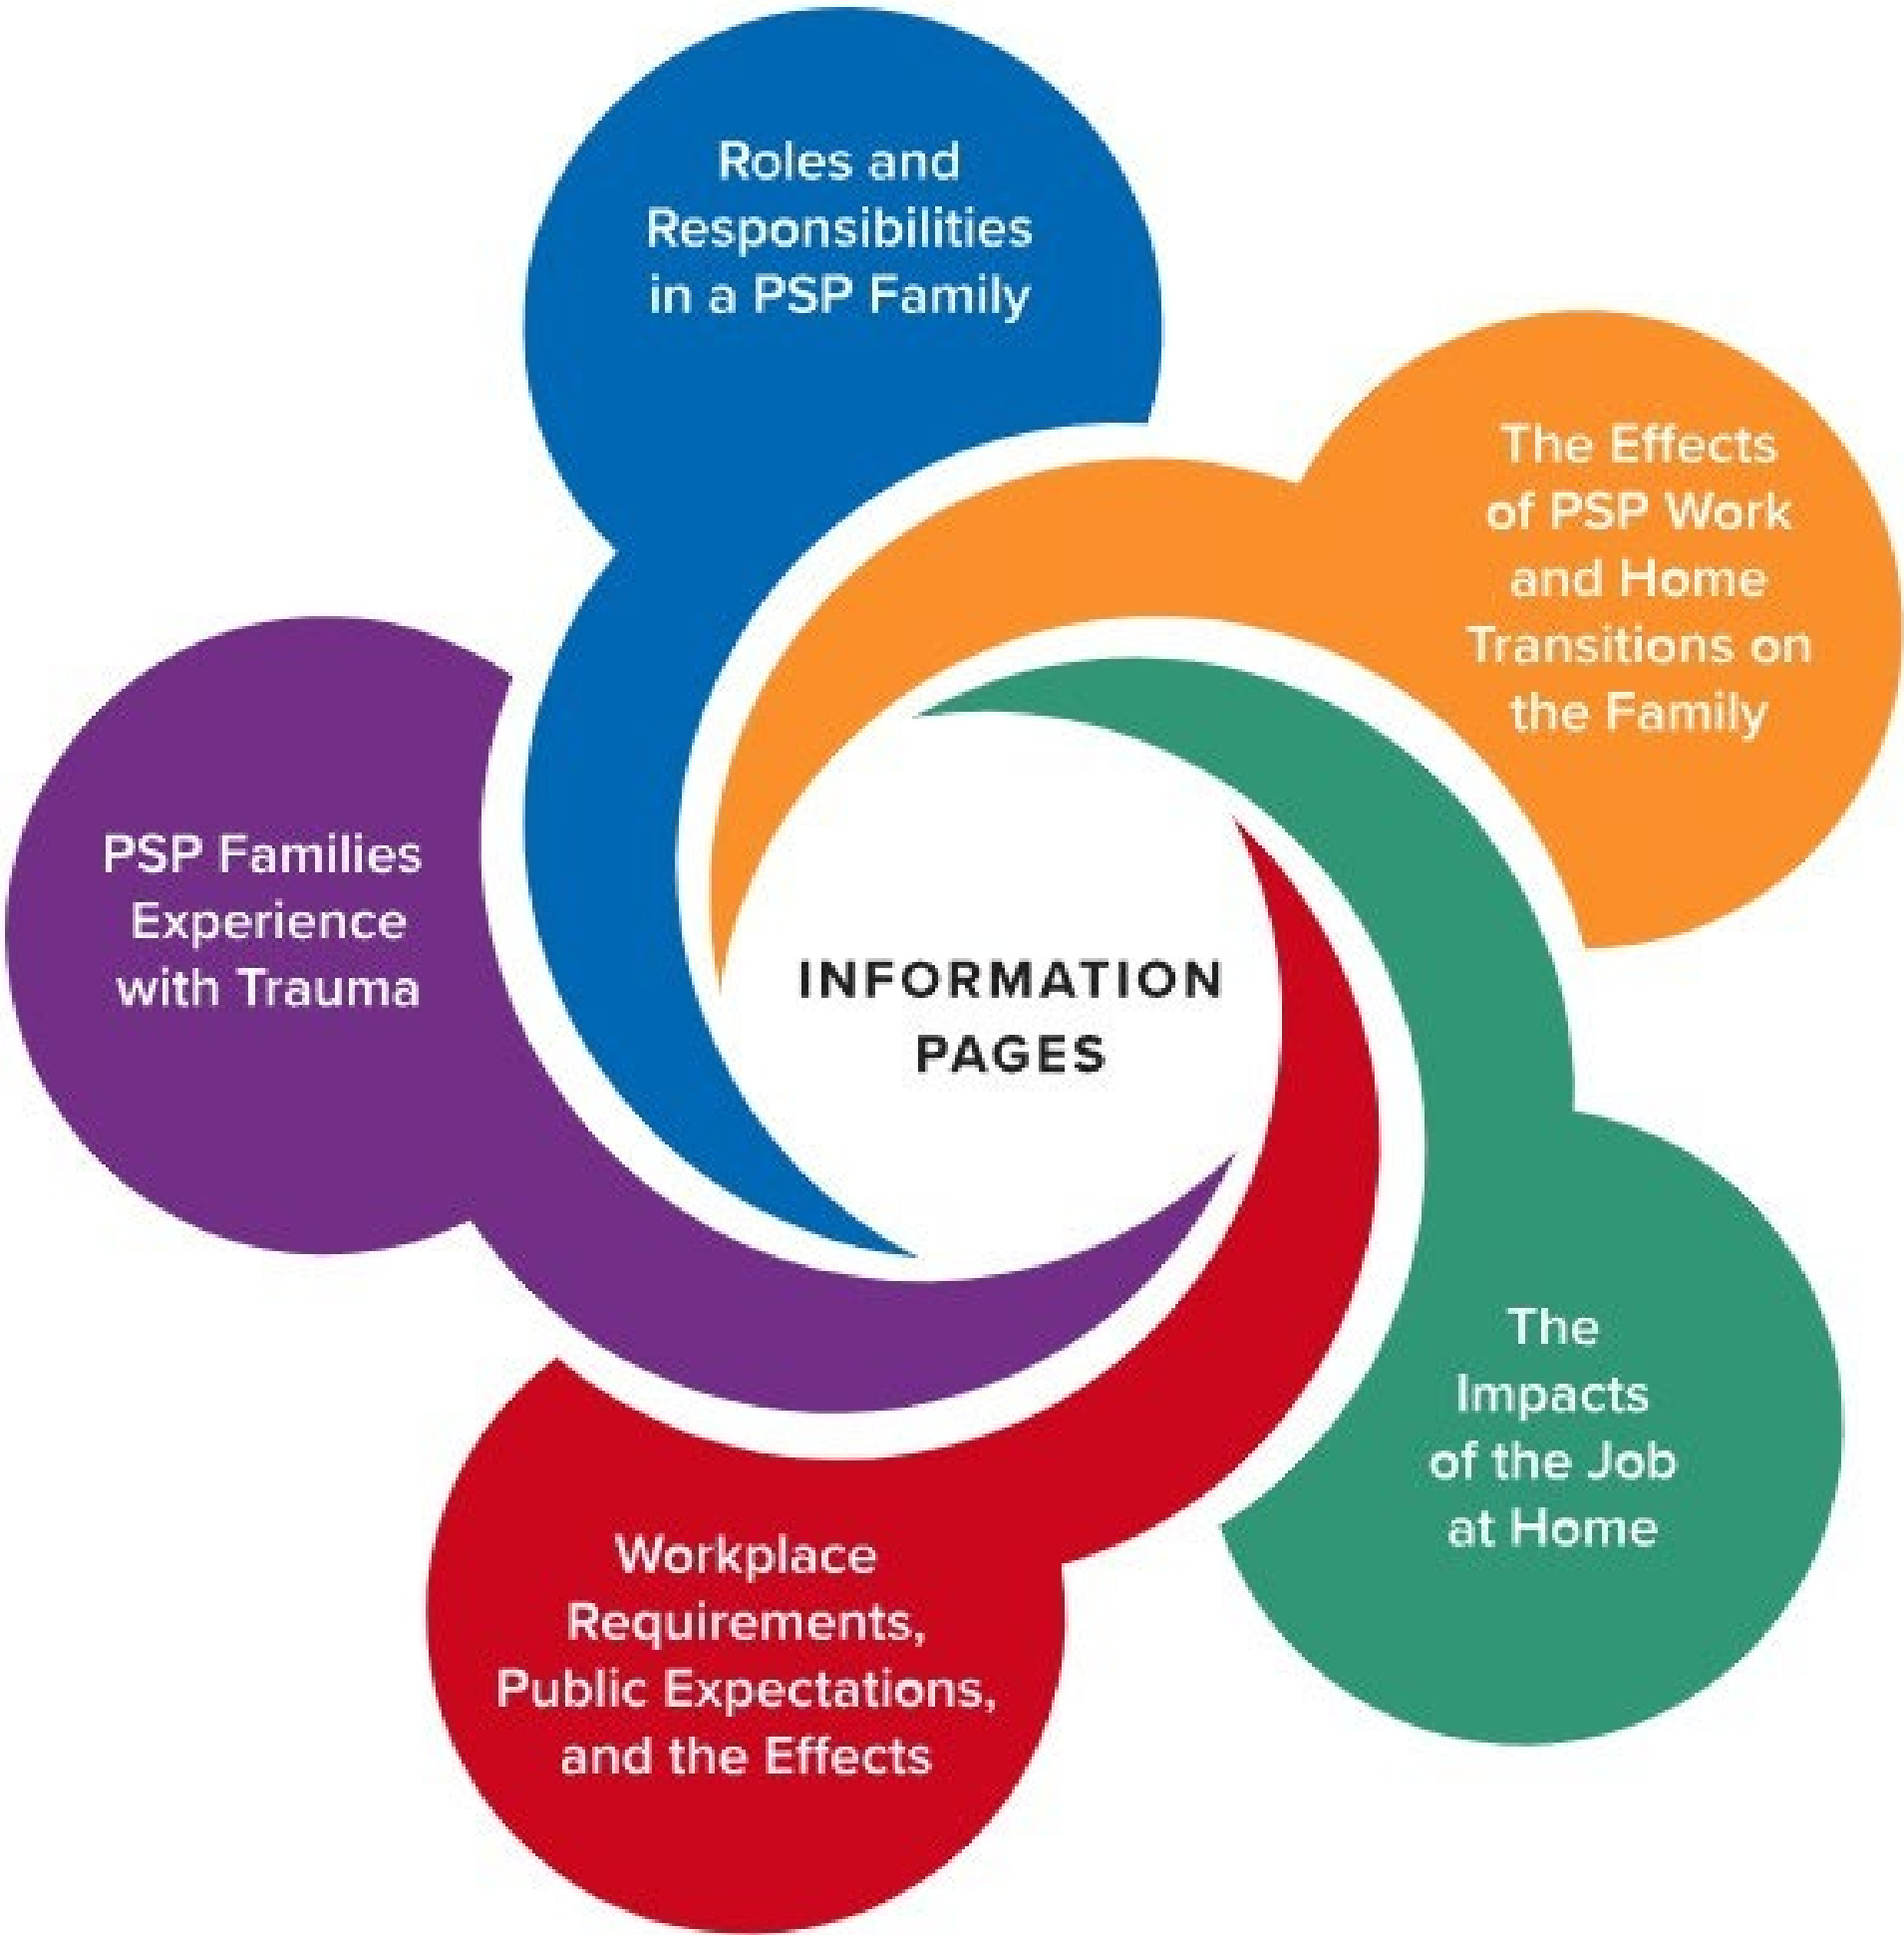 Roles and
Responsibilities
in a PSP Family
The Effects
of PSP Work
and Home
Transitions on
the Family
The
Impacts
of the Job
at Home
Workplace
Requirements,
Public Expectations,
and the Effects
PSP Families
Experience
with Trauma
INFORMATION
PAGES